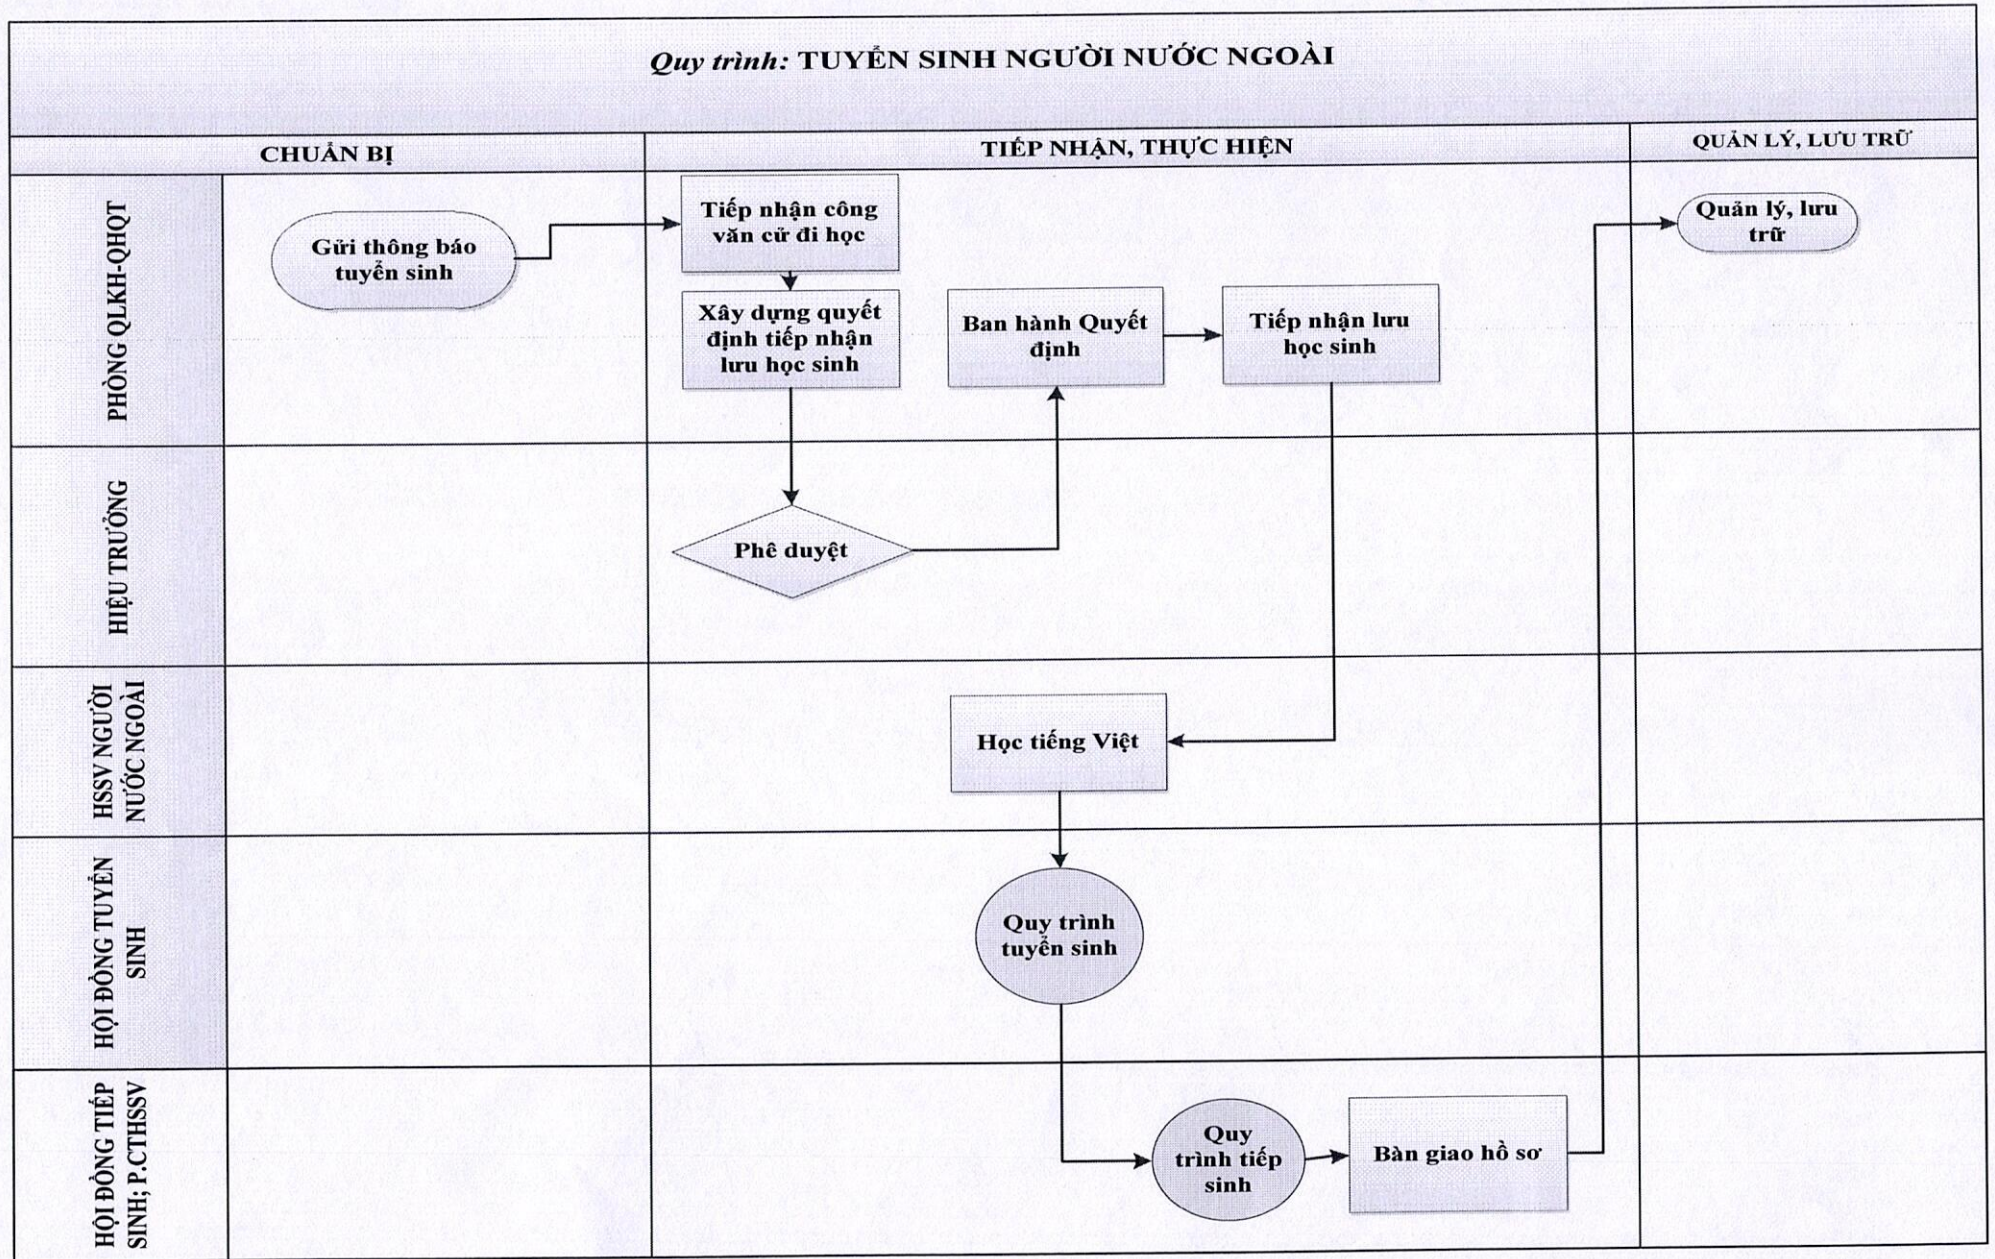 Quy trình: TUYỂN SINH NGƯỜI NƯỚC NGOÀI
CHUẨN BỊ
TIẾP NHẬN, THỰC HIỆN
QUẢN LÝ, LƯU TRỮ
PHÒNG QLKH-QHQT
Gửi thông báo
tuyển sinh
Tiếp nhận công
văn cử đi học
Xây dựng quyết
định tiếp nhận
lưu học sinh
Ban hành Quyết
định
Tiếp nhận lưu
học sinh
Quản lý, lưu
trữ
HIỆU TRƯỞNG
Phê duyệt
HSSV NGƯỜI
NƯỚC NGOÀI
Học tiếng Việt
HỘI ĐỒNG TUYỂN
SINH
Quy trình
tuyển sinh
HỘI ĐỒNG TIẾP
SINH; P.CTHSSV
Quy
trình tiếp
sinh
Bàn giao hồ sơ